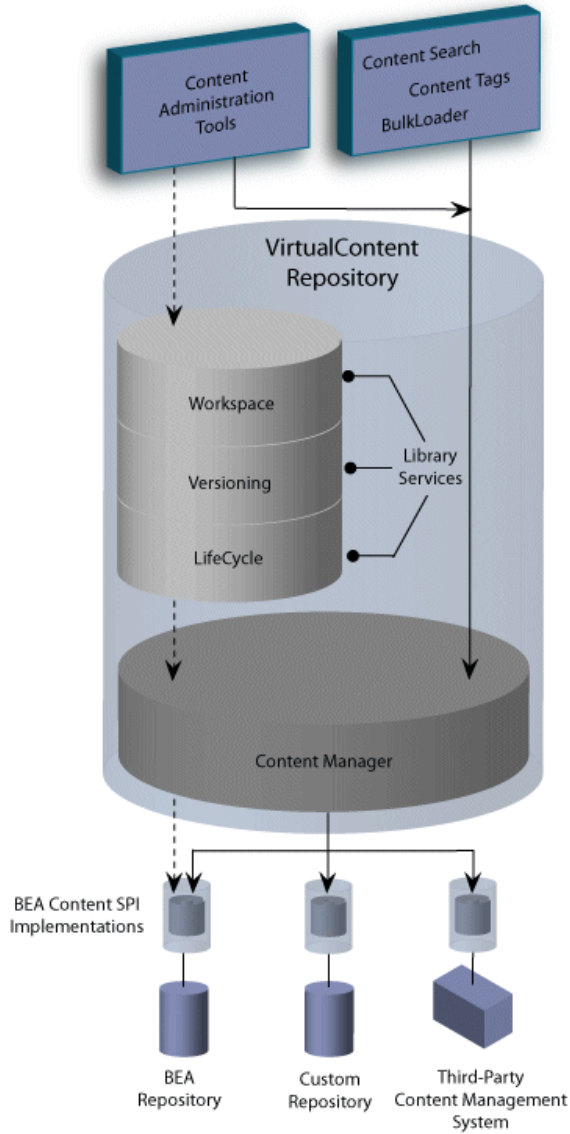 Content
Administration
Tools
Content Search
Content Tags
BulkLoader
VirtualContent
Repository
Workspace
Versioning
LifeCycle
Library
Services
Content Manager
BEA Content SPI
Implementations
BEA
Repository
Custom
Repository
Third-Party
Content Management
System